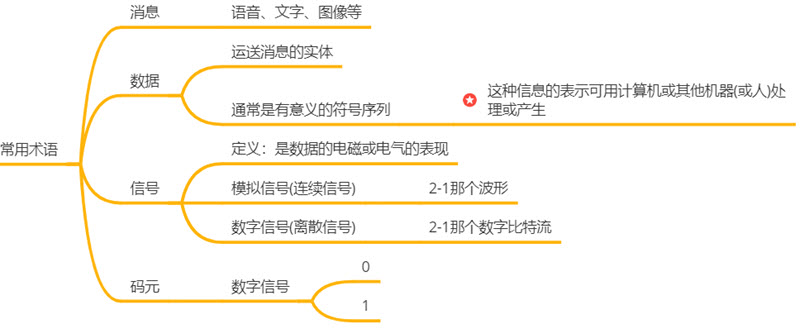 消息
语音、文字、图像等
运送消息的实体
数据
通常是有意义的符号序列
这种信息的表示可用计算机或其他机器(或人)处
理或产生
常用术语
定义：是数据的电磁或电气的表现
信号
模拟信号(连续信号)
2-1那个波形
数字信号(离散信号)
2-1那个数字比特流
码元
数字信号
0
1